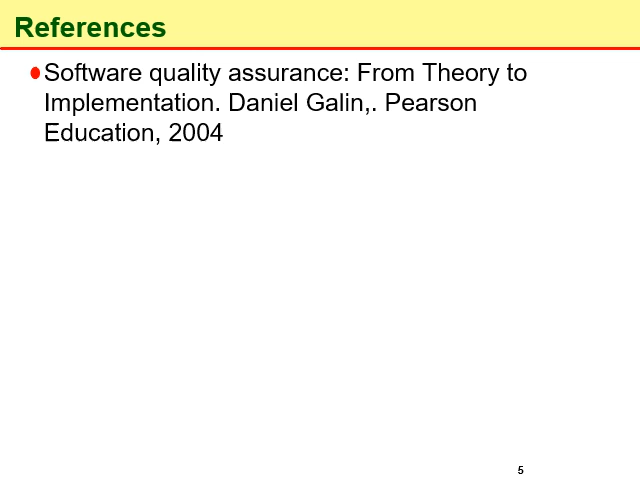 References
Software quality assurance: From Theory to
Implementation. Daniel Galin,. Pearson
Education, 2004
5